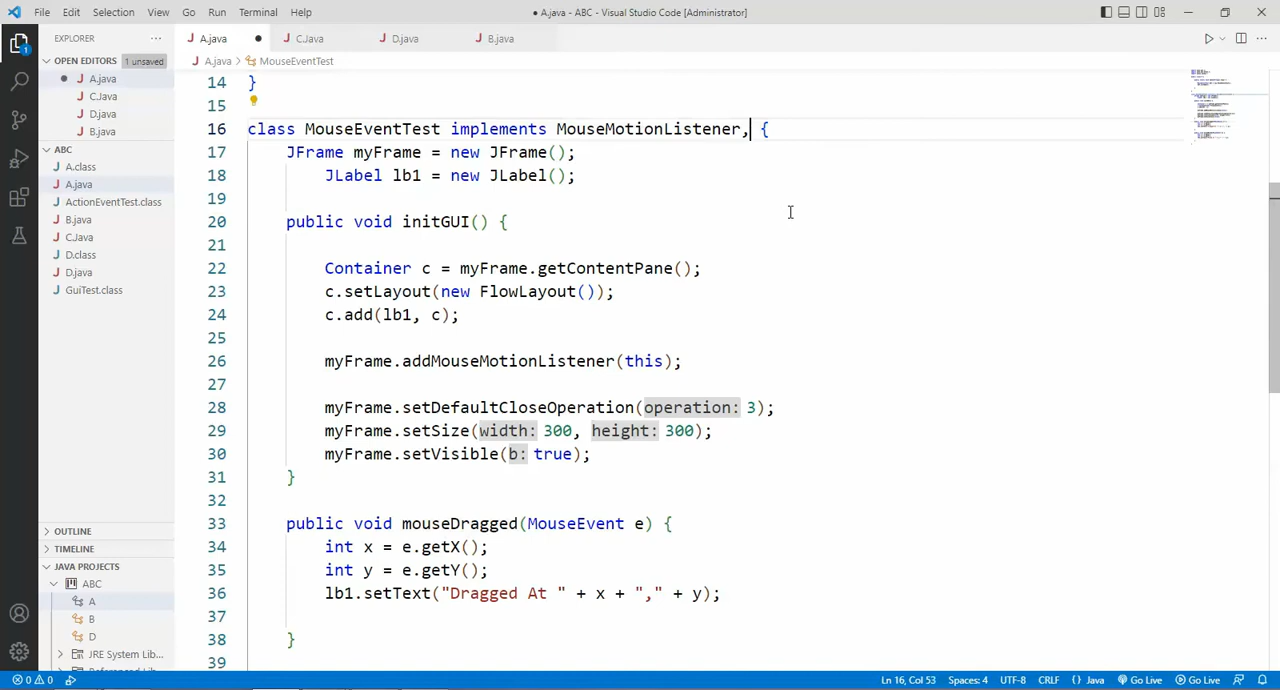 File Edit Selection View Go Run Terminal Help
● A.java - ABC - Visual Studio Code [Administrator]
EXPLORER ···
J A.java ●
J C.Java
J D.java
J B.java
OPEN EDITORS 1 unsaved
● J A.java
J C.Java
J D.java
J B.java
ABC
J A.class
J A.java
J ActionEventTest.class
J B.java
J C.Java
J D.class
J D.java
J GuiTest.class
OUTLINE
TIMELINE
JAVA PROJECTS
ABC
A
B
D
JRE System Lib...
J A.java > MouseEventTest
14 }
15
16 class MouseEventTest implements MouseMotionListener, {
17 JFrame myFrame = new JFrame();
18 JLabel lb1 = new JLabel();
19
20 public void initGUI() {
21
22 Container c = myFrame.getContentPane();
23 c.setLayout(new FlowLayout());
24 c.add(lb1, c);
25
26 myFrame.addMouseMotionListener(this);
27
28 myFrame.setDefaultCloseOperation(operation: 3);
29 myFrame.setSize(width: 300, height: 300);
30 myFrame.setVisible(b: true);
31 }
32
33 public void mouseDragged(MouseEvent e) {
34 int x = e.getX();
35 int y = e.getY();
36 lb1.setText("Dragged At " + x + "," + y);
37
38 }
39
1
0 0 Ln 16, Col 53 Spaces: 4 UTF-8 CRLF {} Java Go Live Go Live